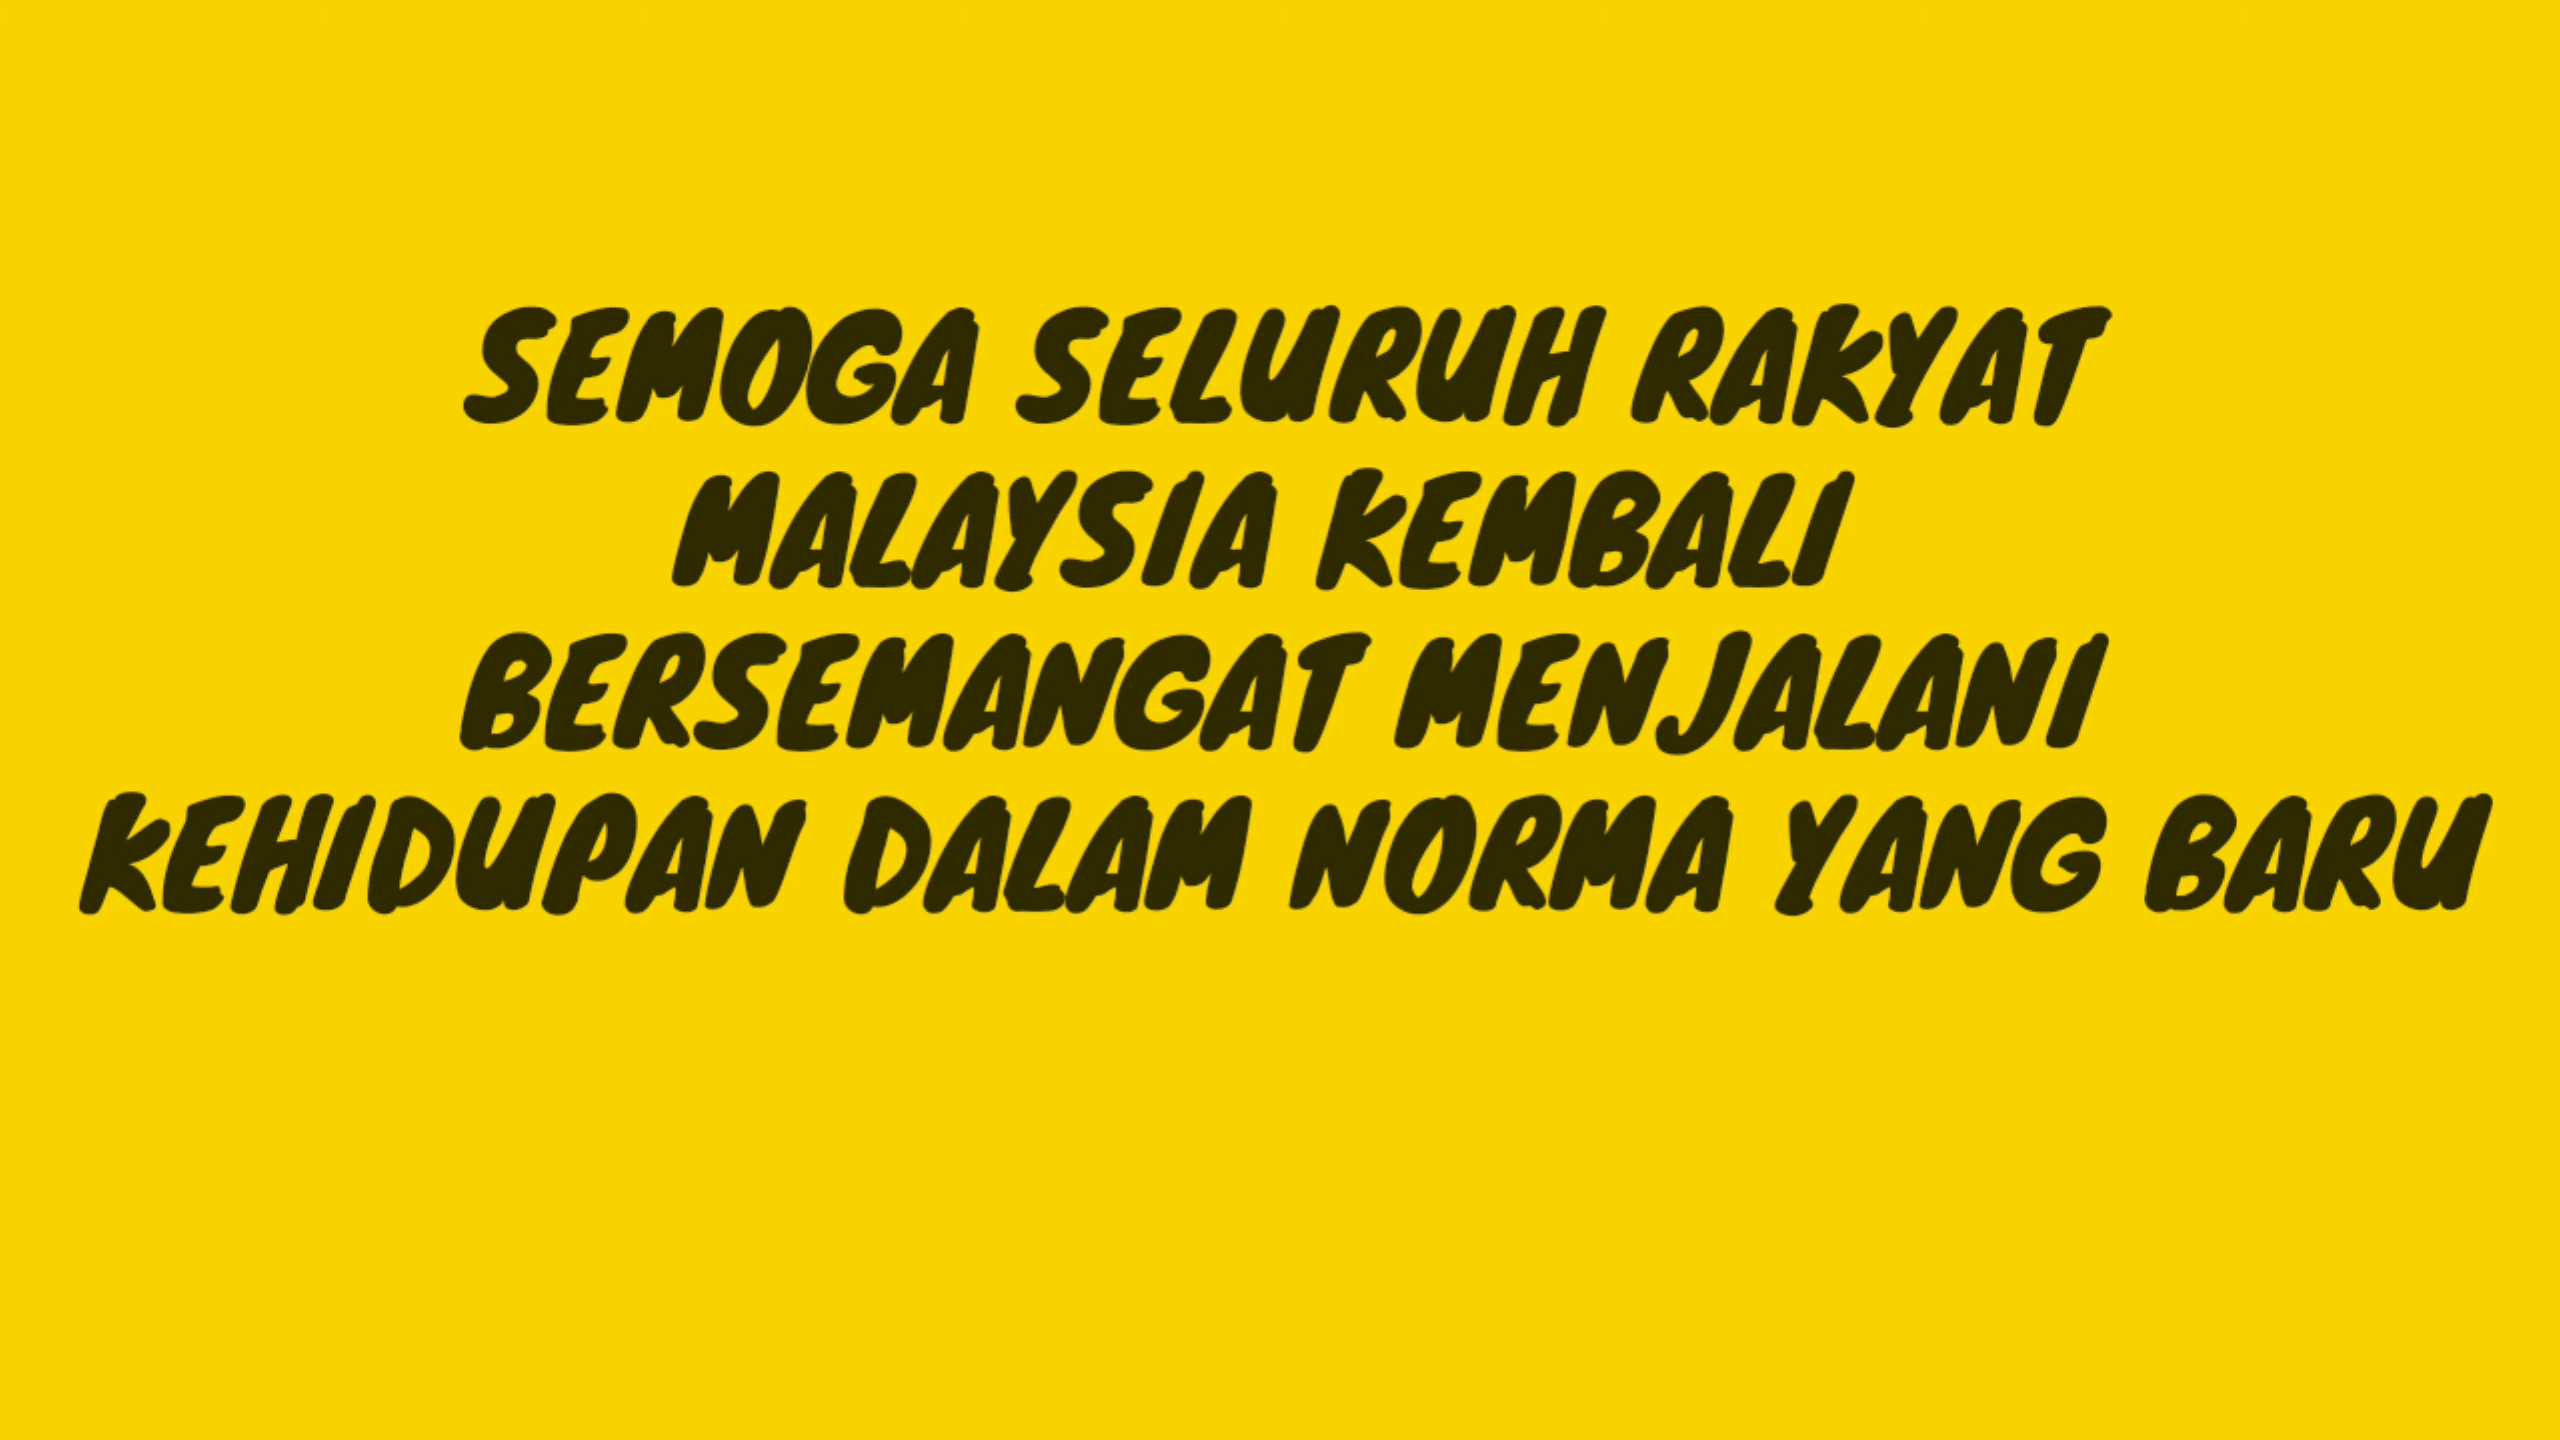 SEMOGA SELURUH RAKYAT
MALAYSIA KEMBALI
BERSEMANGAT MENJALANI
KEHIDUPAN DALAM NORMA YANG BARU